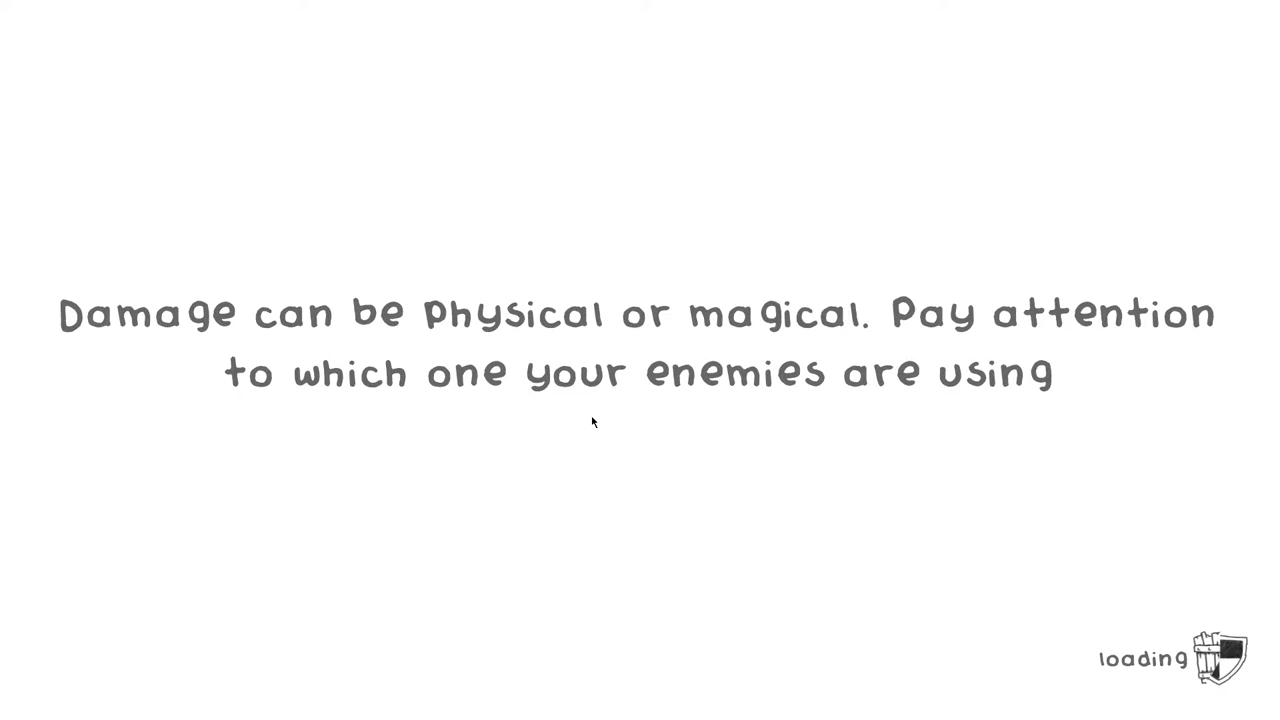 Damage can be physical or magical. Pay attention
to which one your enemies are using
loading